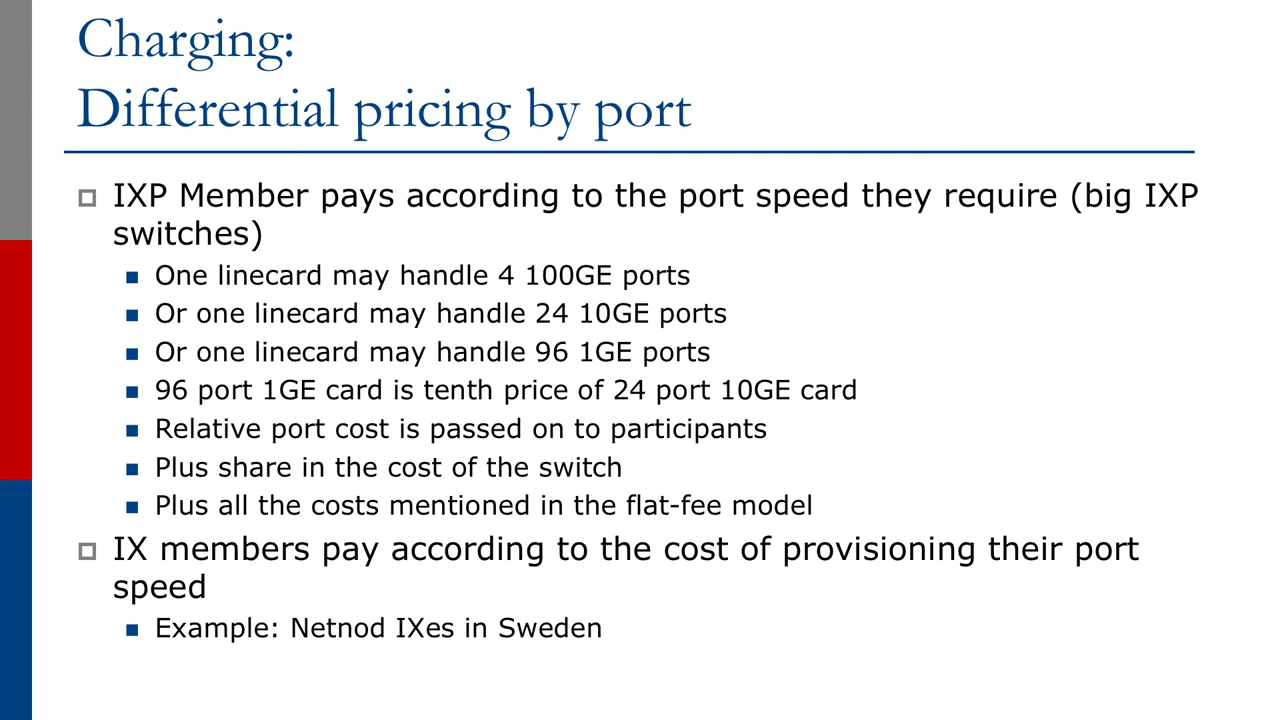 Charging:
Differential pricing by port
IXP Member pays according to the port speed they require (big IXP
switches)
One linecard may handle 4 100GE ports
Or one linecard may handle 24 10GE ports
Or one linecard may handle 96 1GE ports
96 port 1GE card is tenth price of 24 port 10GE card
Relative port cost is passed on to participants
Plus share in the cost of the switch
Plus all the costs mentioned in the flat-fee model
IX members pay according to the cost of provisioning their port
speed
Example: Netnod IXes in Sweden